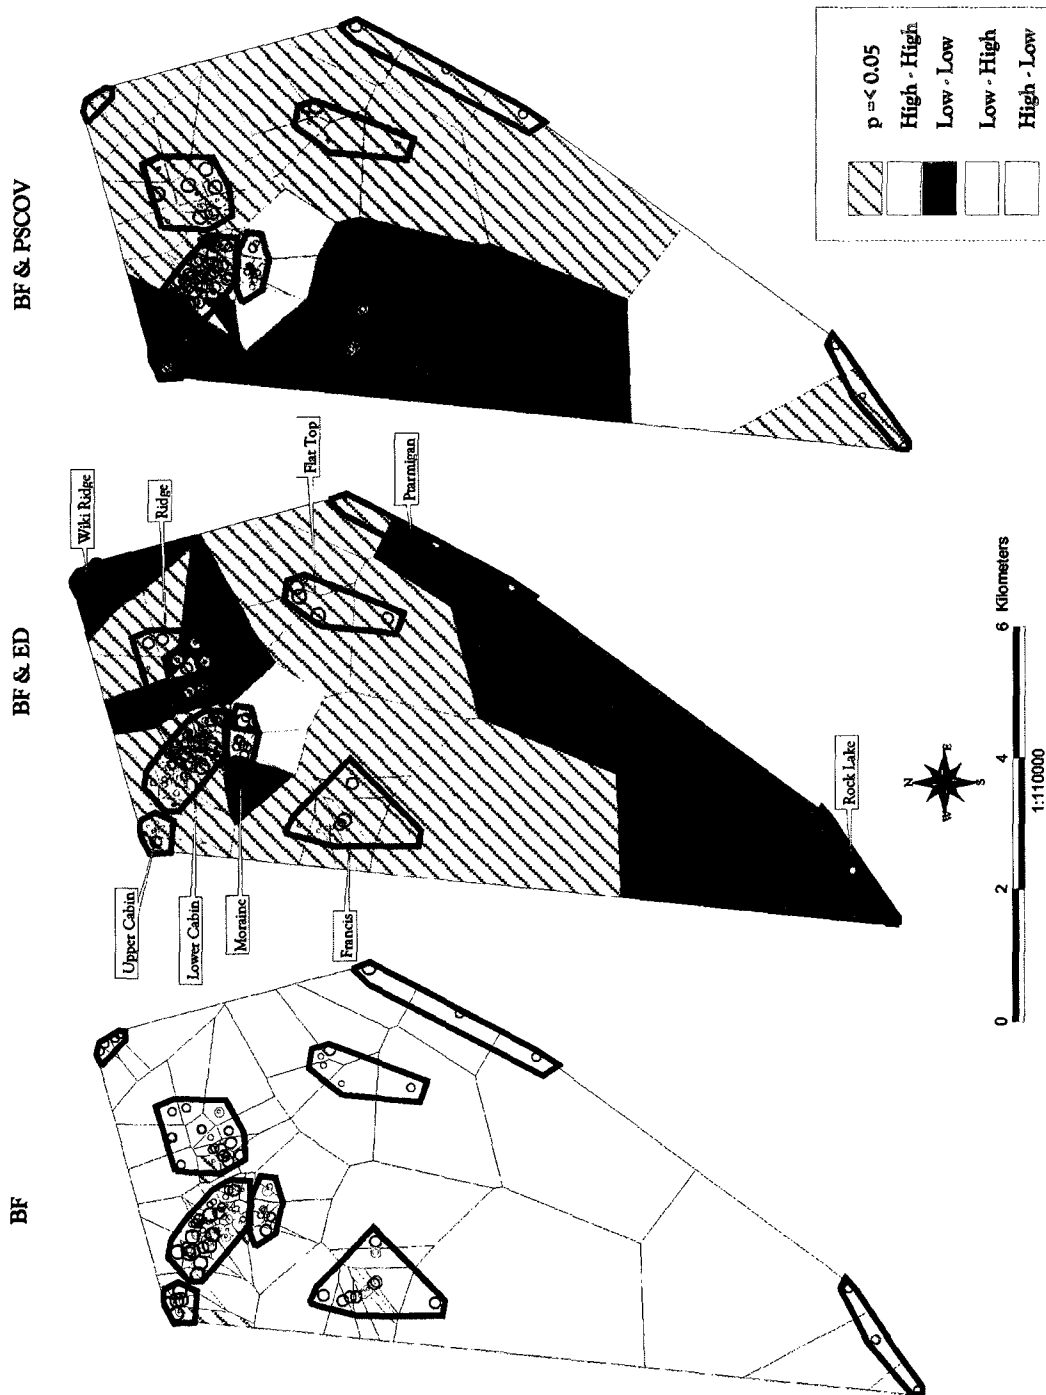 BF
BF & ED
BF & PSCOV
Upper Cabin
Lower Cabin
Moraine
Francis
Wiki Ridge
Ridge
Flat Top
Ptarmigan
Rock Lake
N
W
E
S
0
2
4
6 Kilometers
1:110000
p =< 0.05
High - High
Low - Low
Low - High
High - Low